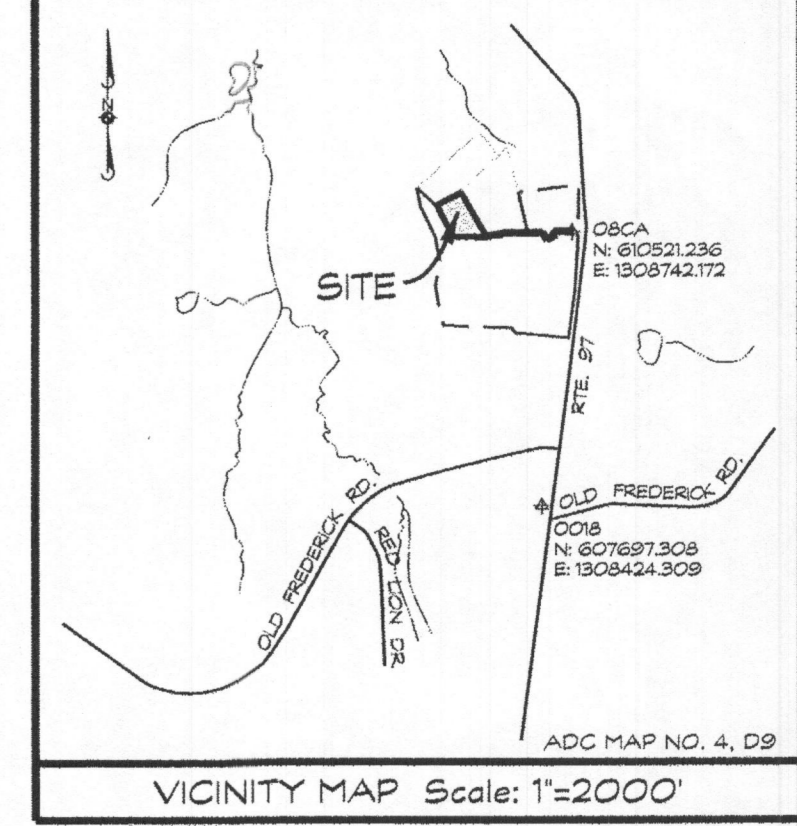 N
08CA
N: 610521.236
E: 1308742.172
SITE
RTE. 97
OLD FREDERICK RD.
OLD FREDERICK RD.
0018
N: 607697.308
E: 1308424.309
RED LION DR.
ADC MAP NO. 4, D9
VICINITY MAP Scale: 1"=2000'